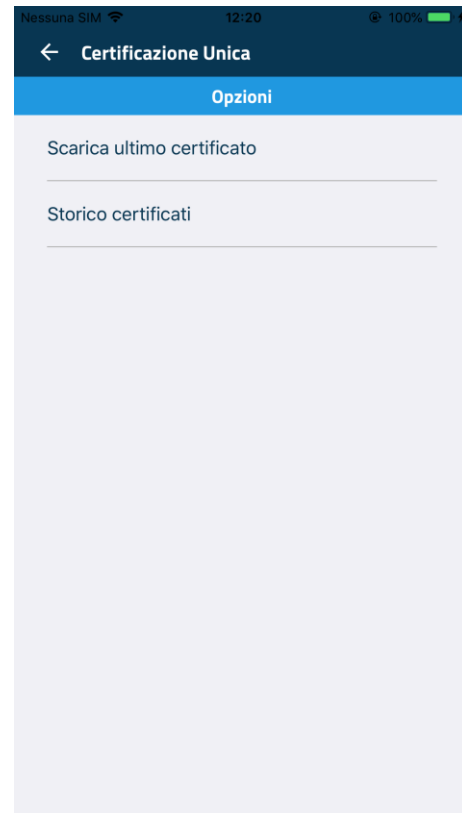 Nessuna SIM 12:20 100%
Certificazione Unica
Opzioni
Scarica ultimo certificato
Storico certificati